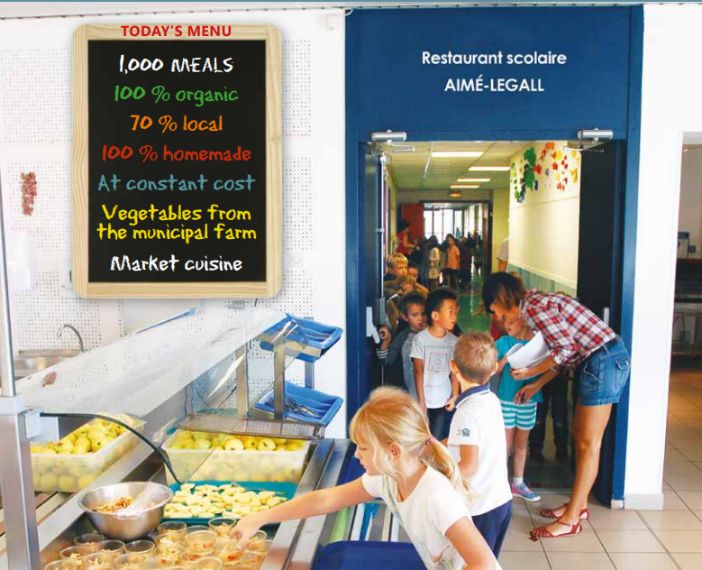 TODAY'S MENU
1,000 MEALS
100 % organic
70 % local
100 % homemade
At constant cost
Vegetables from
the municipal farm
Market cuisine
Restaurant scolaire
AIMÉ-LEGALL